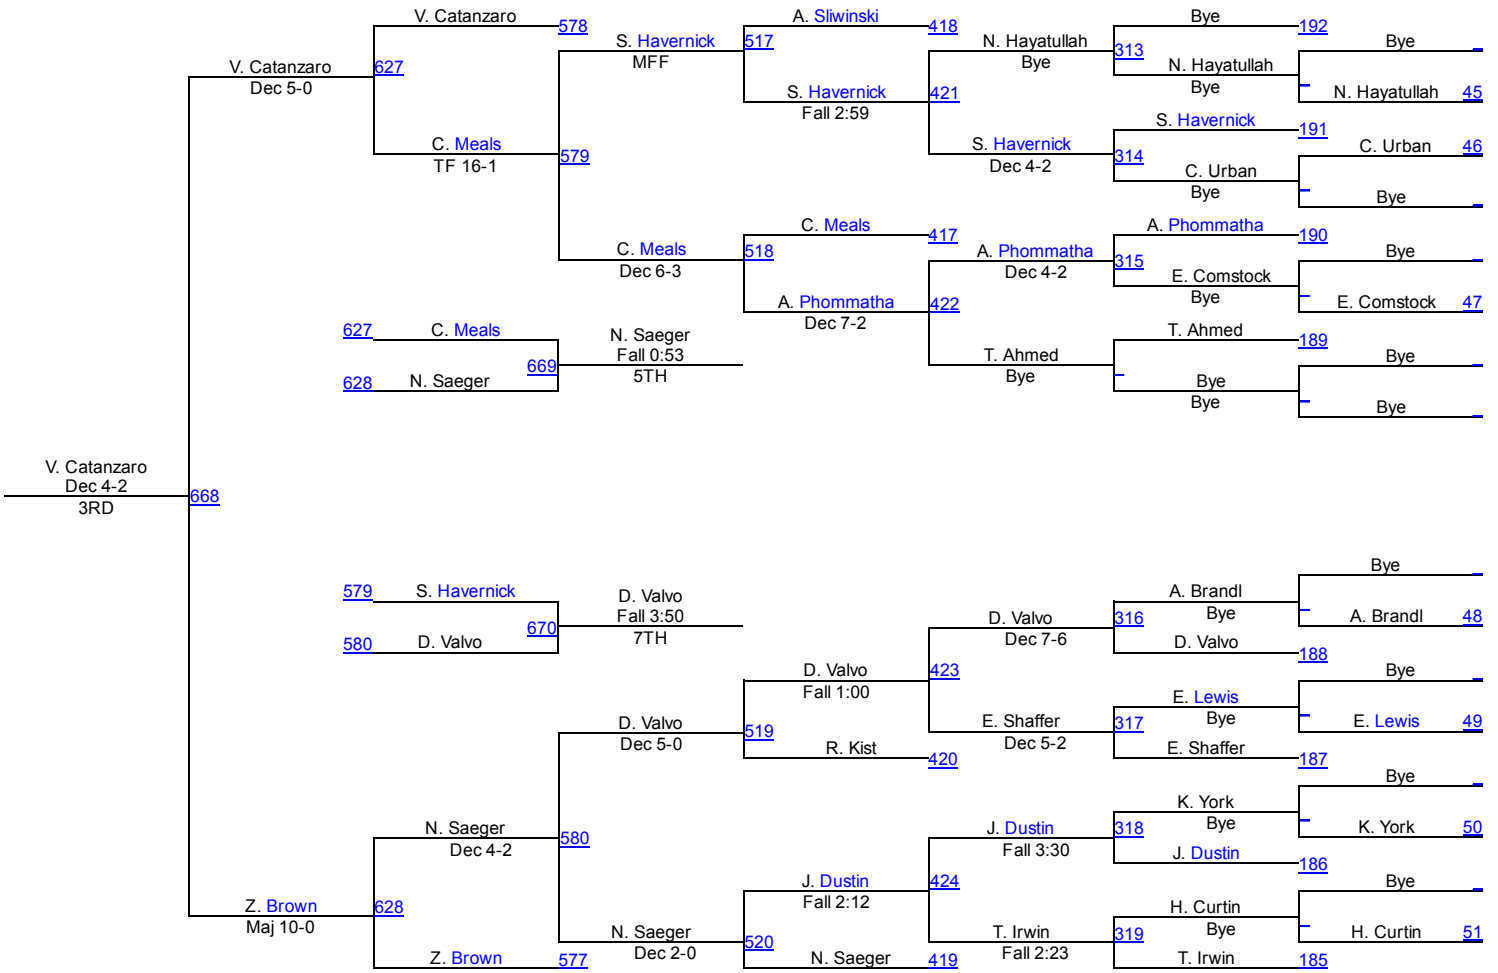 V. Catanzaro
578
A. Sliwinski
418
Bye
192
S. Havernick
517
MFF
N. Hayatullah
313
Bye
Bye
V. Catanzaro
627
Dec 5-0
N. Hayatullah
Bye
S. Havernick
421
Fall 2:59
N. Hayatullah
45
S. Havernick
191
C. Meals
579
TF 16-1
S. Havernick
314
Dec 4-2
C. Urban
46
C. Urban
Bye
Bye
C. Meals
417
A. Phommatha
190
C. Meals
518
Dec 6-3
A. Phommatha
315
Dec 4-2
Bye
E. Comstock
Bye
A. Phommatha
422
Dec 7-2
E. Comstock
47
627
C. Meals
N. Saeger
Fall 0:53
5TH
T. Ahmed
189
669
T. Ahmed
Bye
Bye
628
N. Saeger
Bye
Bye
Bye
V. Catanzaro
Dec 4-2
3RD
668
Bye
579
S. Havernick
D. Valvo
Fall 3:50
7TH
A. Brandl
Bye
670
D. Valvo
316
Dec 7-6
A. Brandl
48
580
D. Valvo
D. Valvo
188
D. Valvo
423
Fall 1:00
Bye
E. Lewis
Bye
D. Valvo
519
Dec 5-0
E. Shaffer
317
Dec 5-2
E. Lewis
49
R. Kist
420
E. Shaffer
187
Bye
K. York
Bye
N. Saeger
580
Dec 4-2
J. Dustin
318
Fall 3:30
K. York
50
J. Dustin
186
J. Dustin
424
Fall 2:12
Bye
Z. Brown
628
Maj 10-0
H. Curtin
Bye
N. Saeger
520
Dec 2-0
T. Irwin
319
Fall 2:23
H. Curtin
51
Z. Brown
577
N. Saeger
419
T. Irwin
185